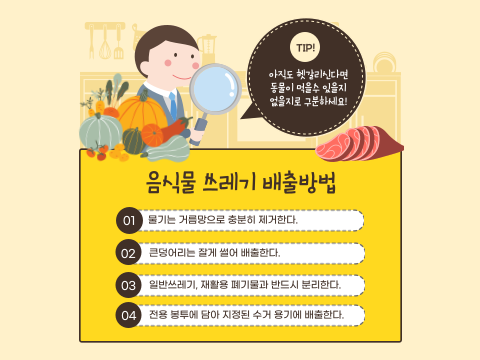 TIP!
아직도 헷갈리신다면
동물이 먹을수 있을지
없을지로 구분하세요!
음식물 쓰레기 배출방법
01 물기는 거름망으로 충분히 제거한다.
02 큰덩어리는 잘게 썰어 배출한다.
03 일반쓰레기, 재활용 폐기물과 반드시 분리한다.
04 전용 봉투에 담아 지정된 수거 용기에 배출한다.